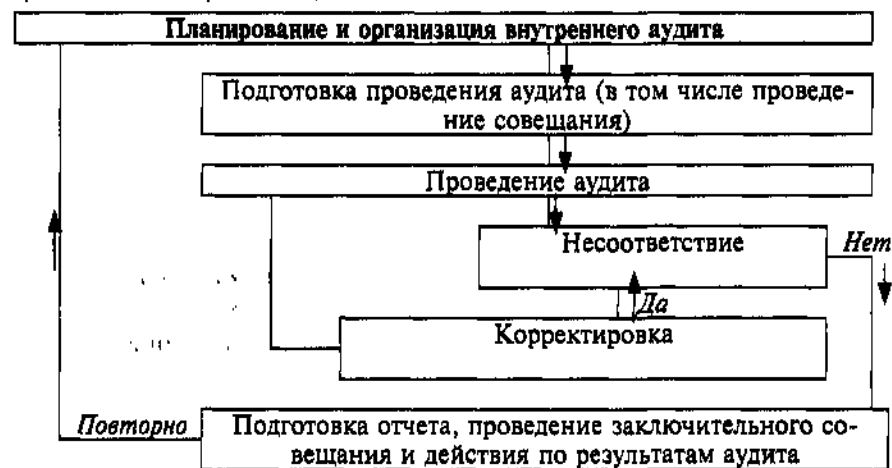 Планирование и организация внутреннего аудита
Подготовка проведения аудита (в том числе проведе-
ние совещания)
Проведение аудита
Несоответствие
Нет
Да
Корректировка
Повторно
Подготовка отчета, проведение заключительного со-
вещания и действия по результатам аудита